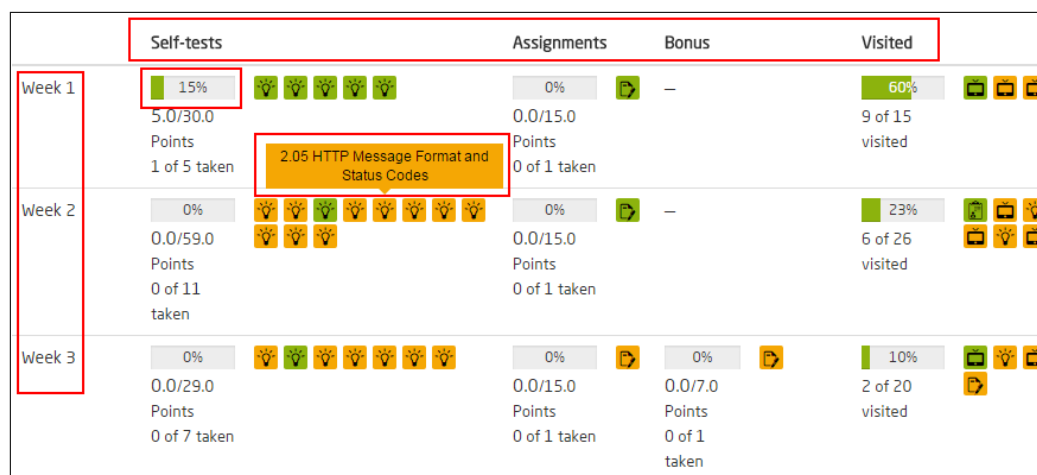 Self-tests Assignments Bonus Visited
Week 1
15%
5.0/30.0
Points
1 of 5 taken
0%
0.0/15.0
Points
0 of 1 taken
–
60%
9 of 15
visited
2.05 HTTP Message Format and
Status Codes
Week 2
0%
0.0/59.0
Points
0 of 11
taken
0%
0.0/15.0
Points
0 of 1 taken
–
23%
6 of 26
visited
Week 3
0%
0.0/29.0
Points
0 of 7 taken
0%
0.0/15.0
Points
0 of 1 taken
0%
0.0/7.0
Points
0 of 1
taken
10%
2 of 20
visited